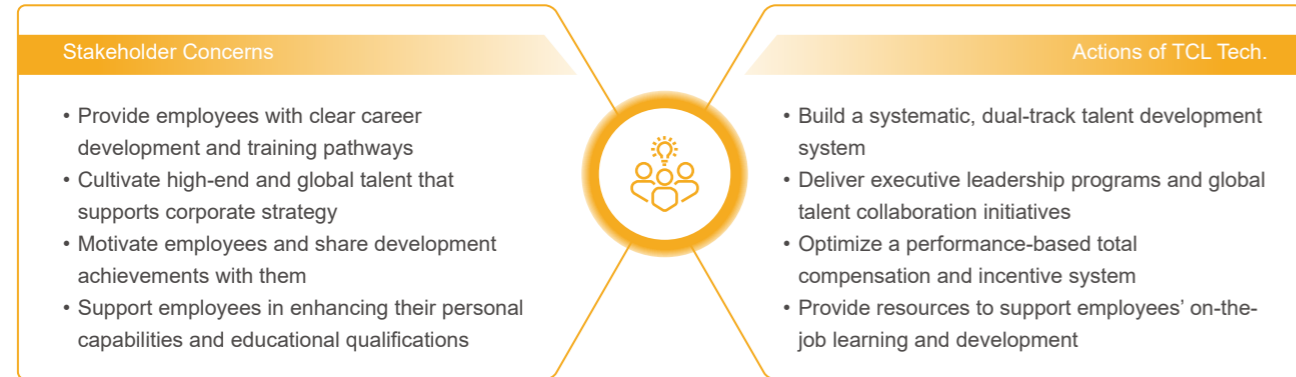 Stakeholder Concerns
• Provide employees with clear career
development and training pathways
• Cultivate high-end and global talent that
supports corporate strategy
• Motivate employees and share development
achievements with them
• Support employees in enhancing their personal
capabilities and educational qualifications
Actions of TCL Tech.
• Build a systematic, dual-track talent development
system
• Deliver executive leadership programs and global
talent collaboration initiatives
• Optimize a performance-based total
compensation and incentive system
• Provide resources to support employees’ on-the-
job learning and development